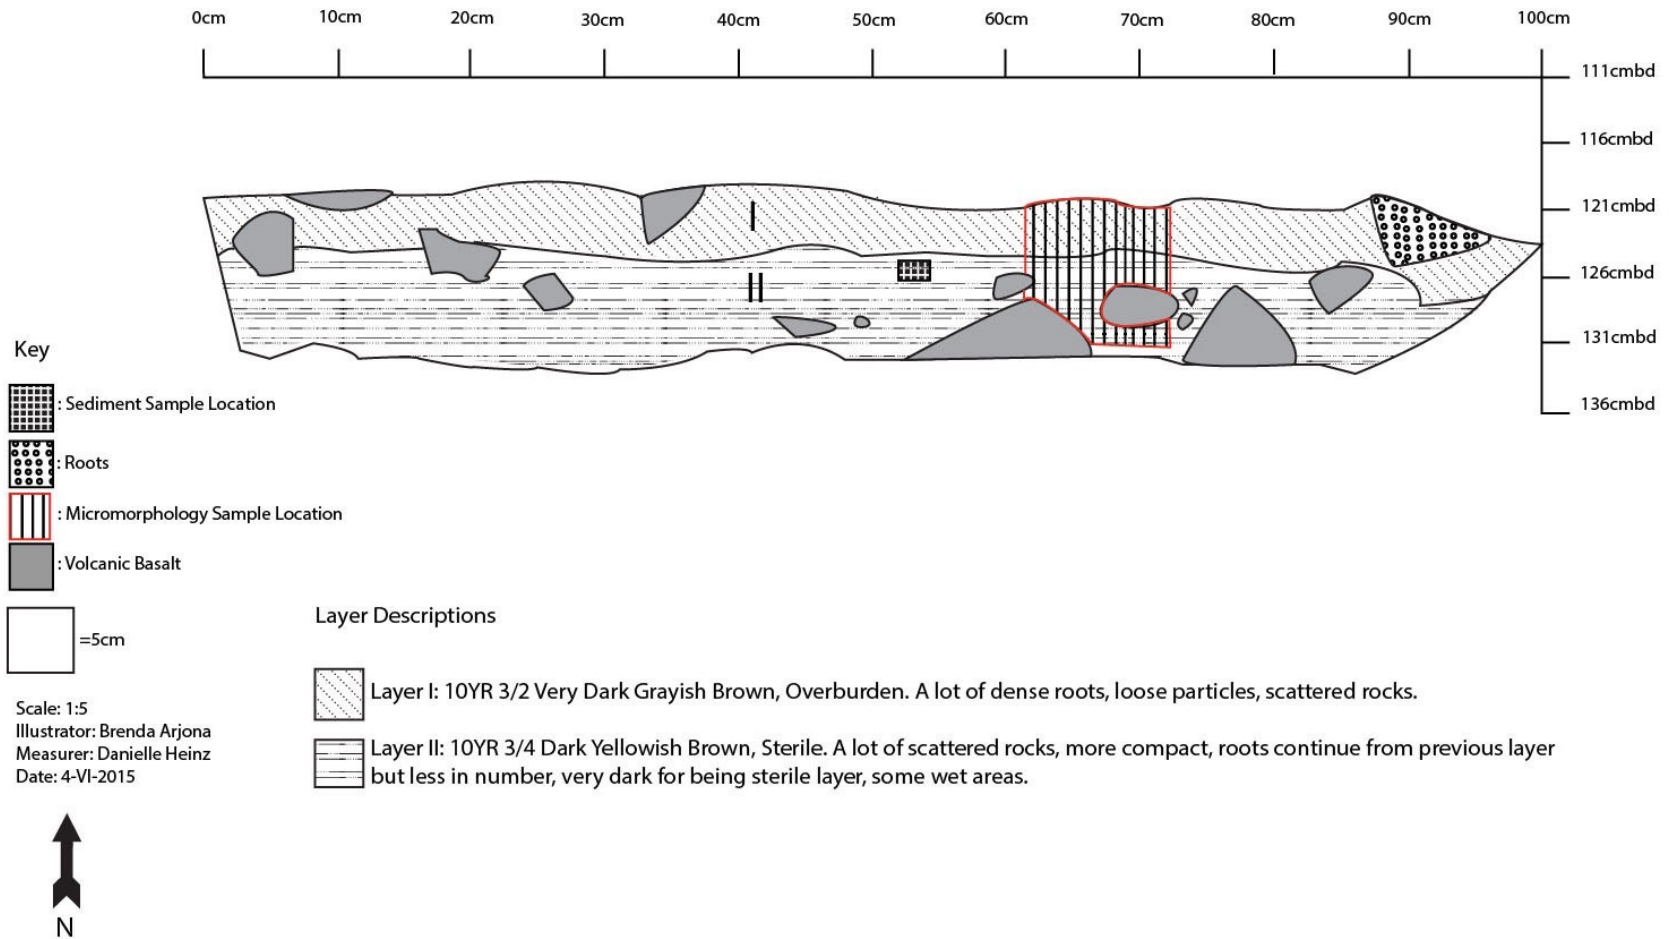 0cm 10cm 20cm 30cm 40cm 50cm 60cm 70cm 80cm 90cm 100cm
111cmbd
116cmbd
121cmbd
126cmbd
131cmbd
136cmbd
I
II
Key
: Sediment Sample Location
: Roots
: Micromorphology Sample Location
: Volcanic Basalt
=5cm
Scale: 1:5
Illustrator: Brenda Arjona
Measurer: Danielle Heinz
Date: 4-VI-2015
N
Layer Descriptions
Layer I: 10YR 3/2 Very Dark Grayish Brown, Overburden. A lot of dense roots, loose particles, scattered rocks.
Layer II: 10YR 3/4 Dark Yellowish Brown, Sterile. A lot of scattered rocks, more compact, roots continue from previous layer
but less in number, very dark for being sterile layer, some wet areas.